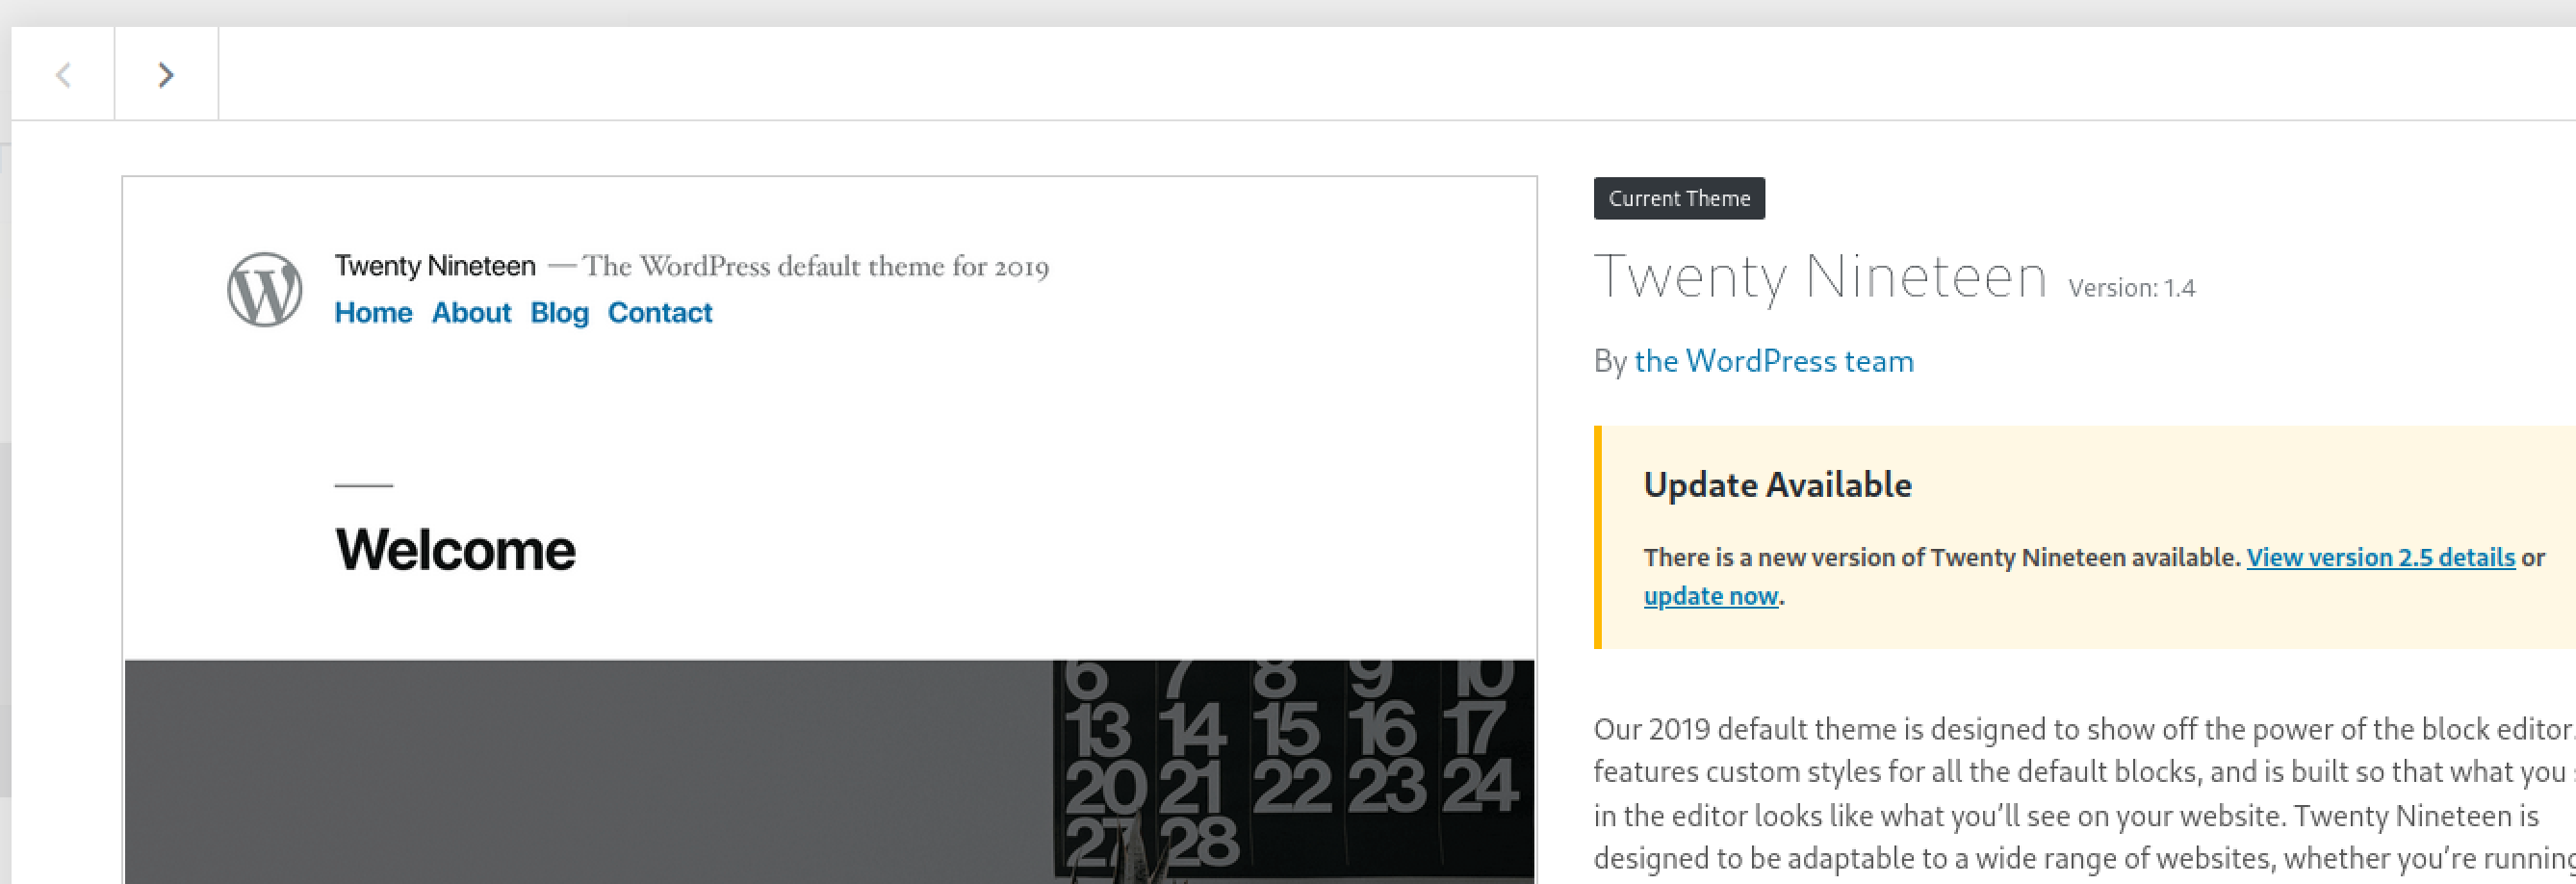 Twenty Nineteen — The WordPress default theme for 2019
Home About Blog Contact
Welcome
6 7 8 9 10
13 14 15 16 17
20 21 22 23 24
27 28
Current Theme
Twenty Nineteen Version: 1.4
By the WordPress team
Update Available
There is a new version of Twenty Nineteen available. View version 2.5 details or
update now.
Our 2019 default theme is designed to show off the power of the block editor.
features custom styles for all the default blocks, and is built so that what you
in the editor looks like what you’ll see on your website. Twenty Nineteen is
designed to be adaptable to a wide range of websites, whether you’re running